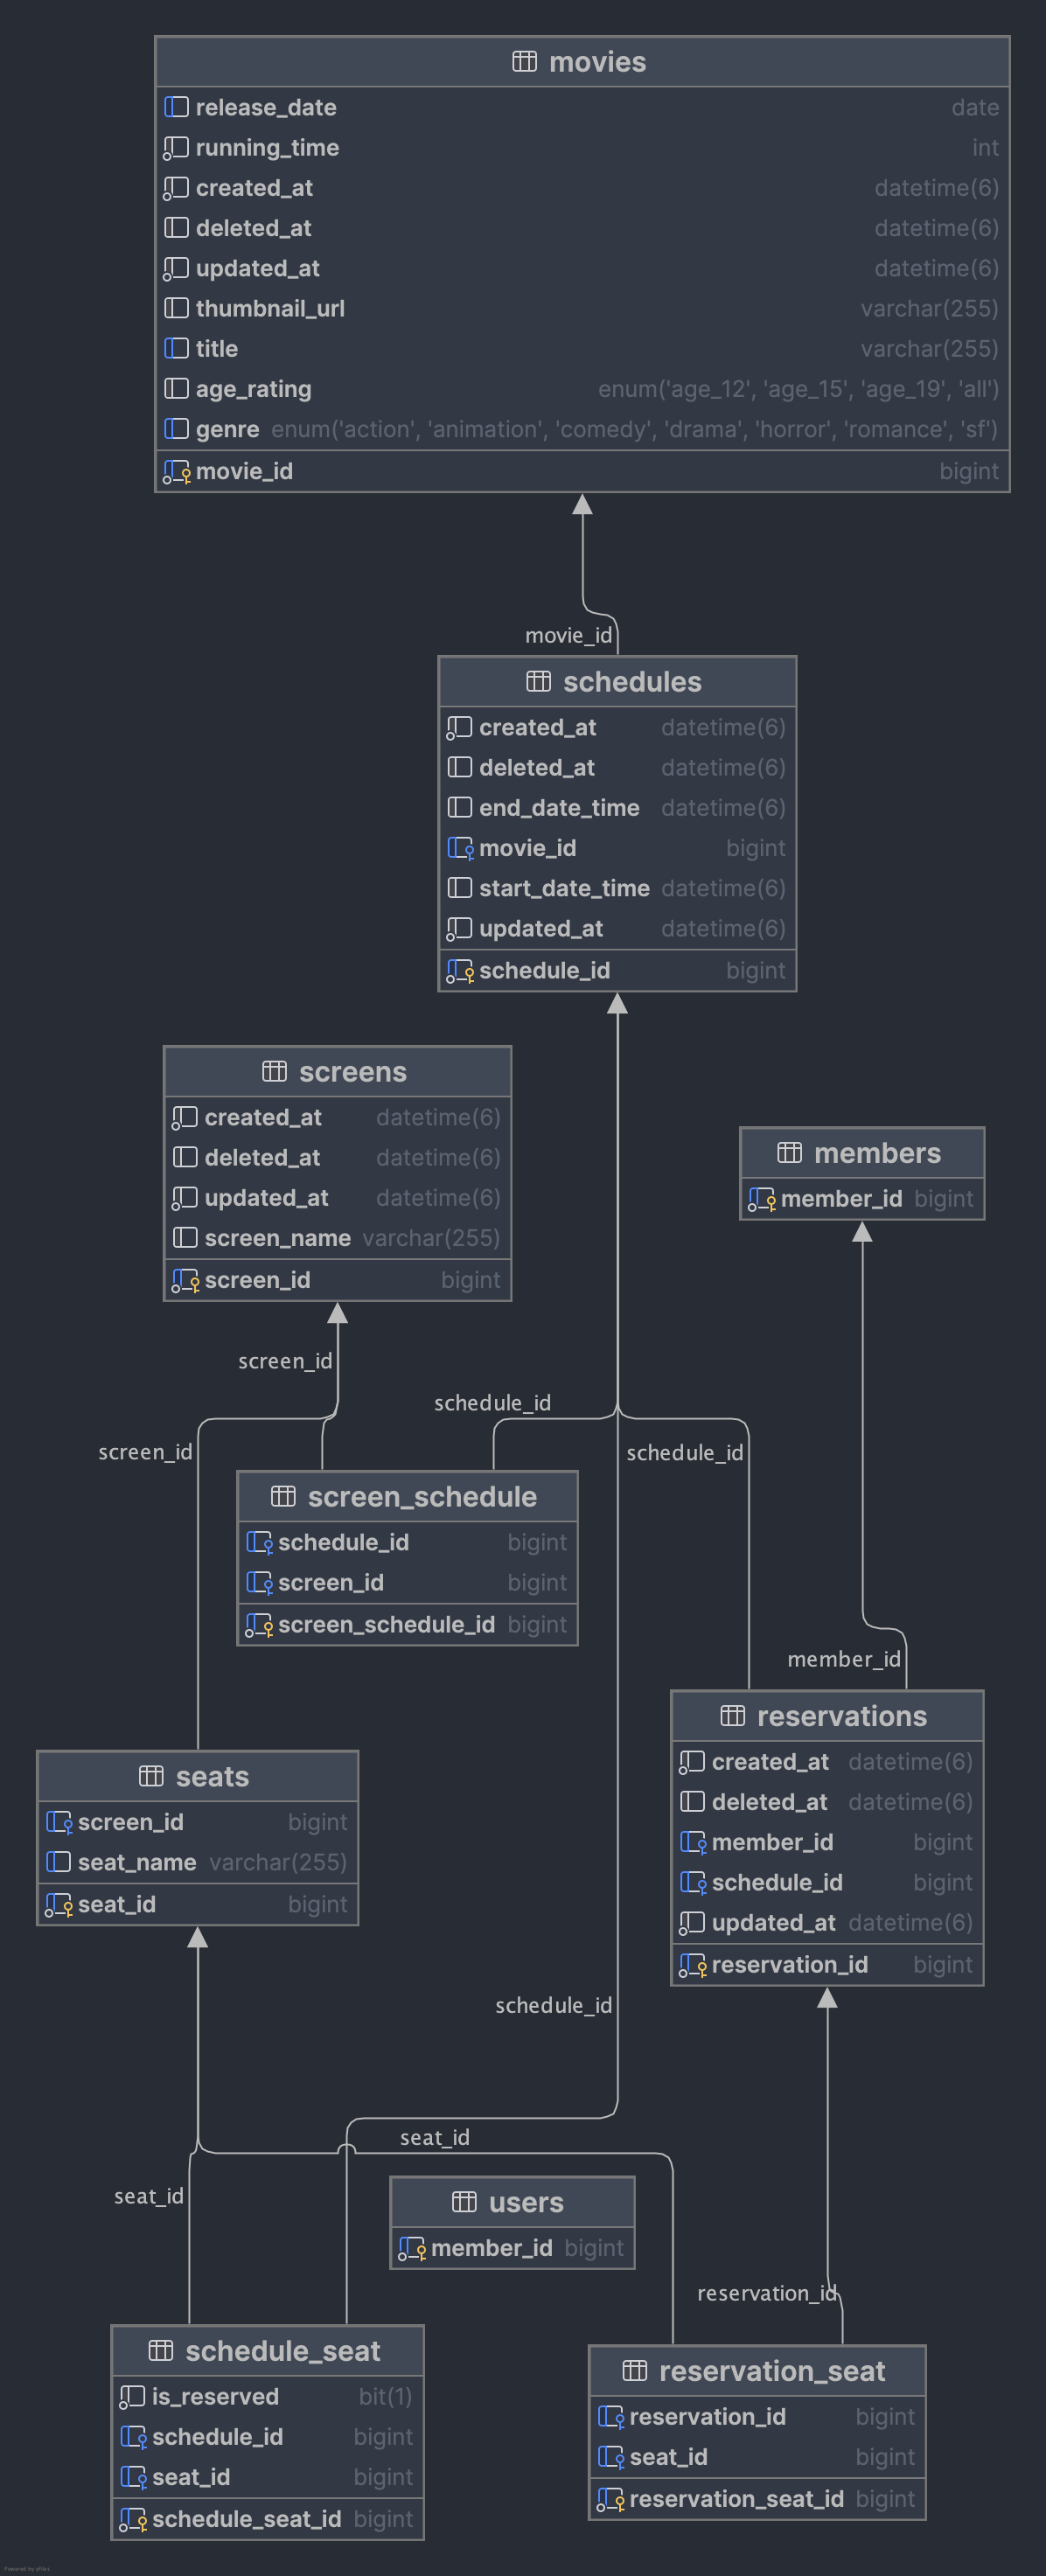 movies
release_date date
running_time int
created_at datetime(6)
deleted_at datetime(6)
updated_at datetime(6)
thumbnail_url varchar(255)
title varchar(255)
age_rating enum('age_12', 'age_15', 'age_19', 'all')
genre enum('action', 'animation', 'comedy', 'drama', 'horror', 'romance', 'sf')
movie_id bigint
movie_id
schedules
created_at datetime(6)
deleted_at datetime(6)
end_date_time datetime(6)
movie_id bigint
start_date_time datetime(6)
updated_at datetime(6)
schedule_id bigint
screens
created_at datetime(6)
deleted_at datetime(6)
updated_at datetime(6)
screen_name varchar(255)
screen_id bigint
members
member_id bigint
screen_id
schedule_id
screen_id
schedule_id
screen_schedule
schedule_id bigint
screen_id bigint
screen_schedule_id bigint
member_id
reservations
created_at datetime(6)
deleted_at datetime(6)
member_id bigint
schedule_id bigint
updated_at datetime(6)
reservation_id bigint
seats
screen_id bigint
seat_name varchar(255)
seat_id bigint
schedule_id
seat_id
seat_id
users
member_id bigint
reservation_id
schedule_seat
is_reserved bit(1)
schedule_id bigint
seat_id bigint
schedule_seat_id bigint
reservation_seat
reservation_id bigint
seat_id bigint
reservation_seat_id bigint
Powered by yFiles